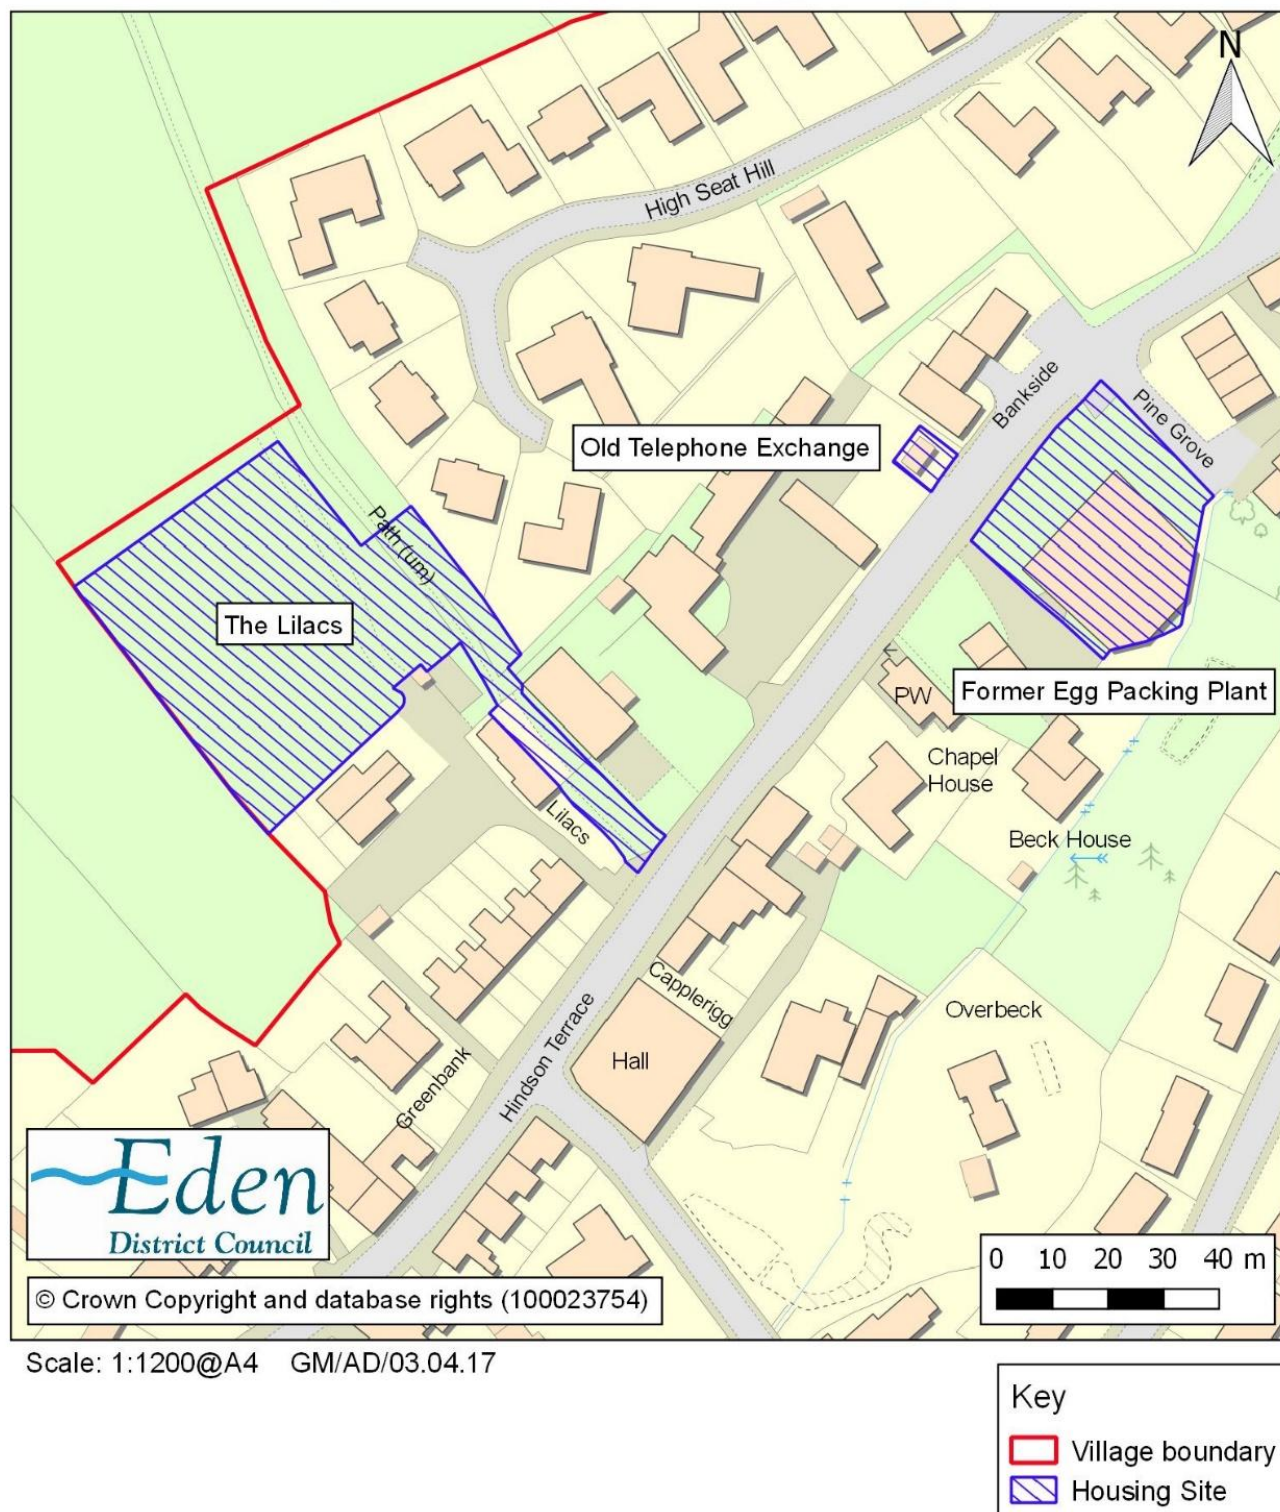 N
High Seat Hill
Bankside
Pine Grove
Old Telephone Exchange
Path (um)
The Lilacs
PW
Former Egg Packing Plant
Chapel
House
Lilacs
Beck House
Capplerigg
Overbeck
Hindson Terrace
Hall
Greenbank
Eden
District Council
0 10 20 30 40 m
© Crown Copyright and database rights (100023754)
Scale: 1:1200@A4 GM/AD/03.04.17
Key
Village boundary
Housing Site